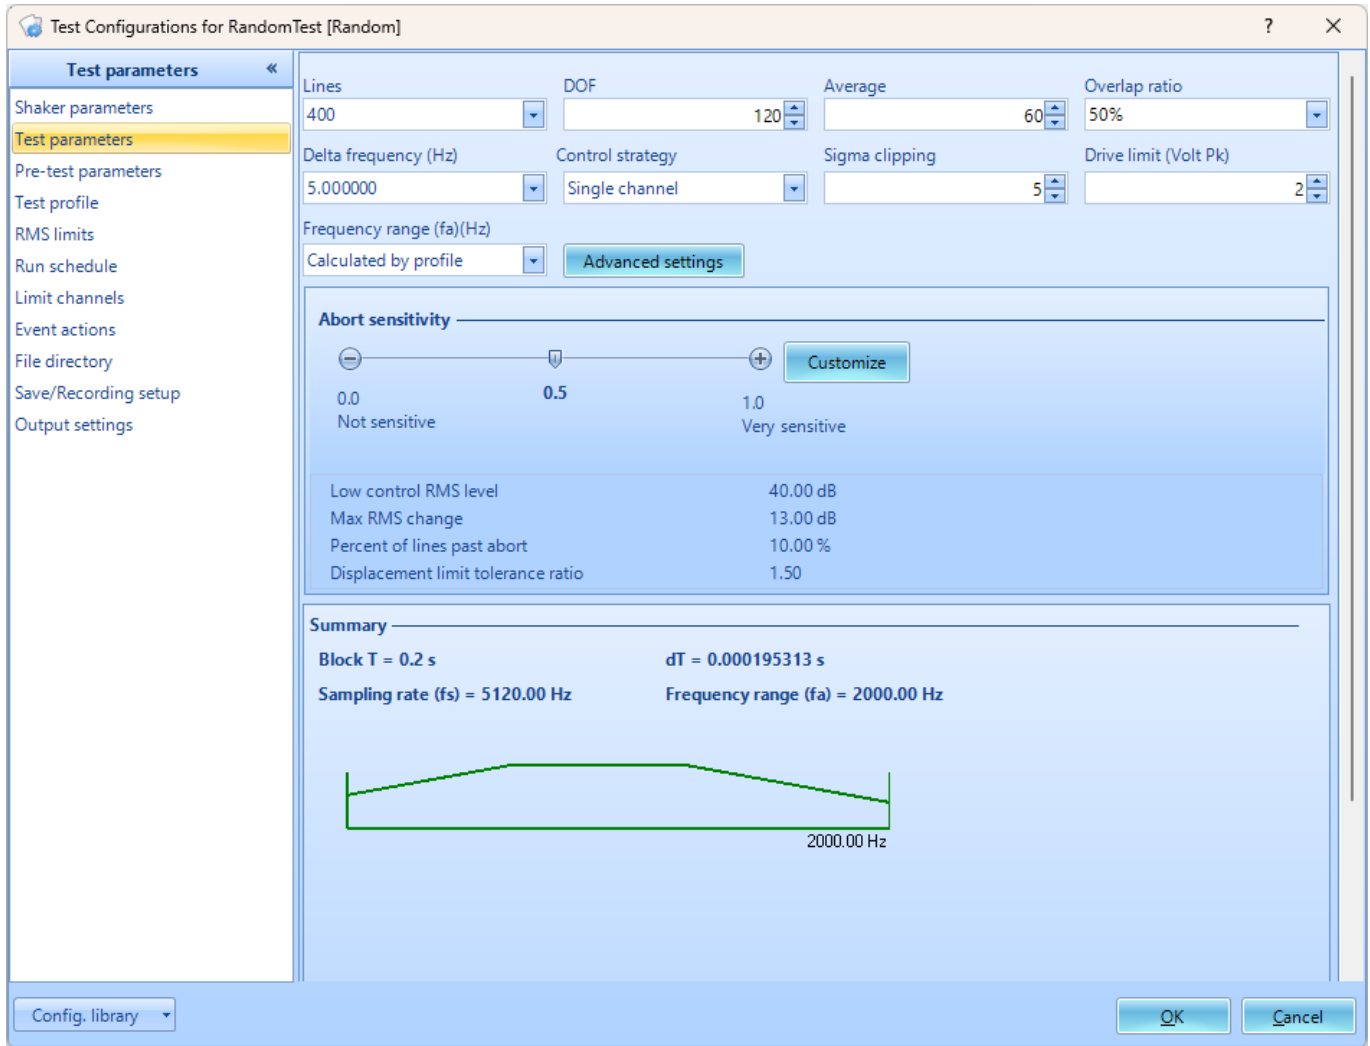 Test Configurations for RandomTest [Random] ?
Test parameters «
Shaker parameters
Test parameters
Pre-test parameters
Test profile
RMS limits
Run schedule
Limit channels
Event actions
File directory
Save/Recording setup
Output settings
Lines DOF Average Overlap ratio
400 120 60 50%
Delta frequency (Hz) Control strategy Sigma clipping Drive limit (Volt Pk)
5.000000 Single channel 5 2
Frequency range (fa)(Hz)
Calculated by profile Advanced settings
Abort sensitivity
Customize
0.0 0.5 1.0
Not sensitive Very sensitive
Low control RMS level 40.00 dB
Max RMS change 13.00 dB
Percent of lines past abort 10.00 %
Displacement limit tolerance ratio 1.50
Summary
Block T = 0.2 s dT = 0.000195313 s
Sampling rate (fs) = 5120.00 Hz Frequency range (fa) = 2000.00 Hz
2000.00 Hz
Config. library OK Cancel